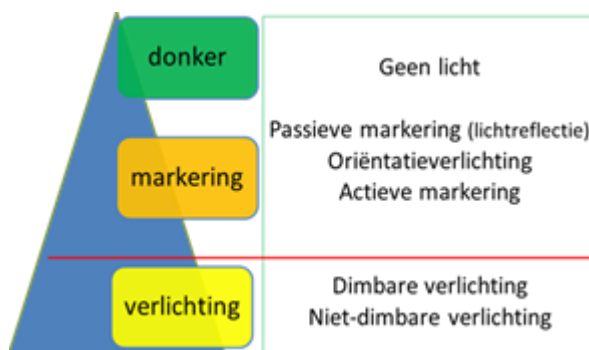 donker
Geen licht
markering
Passieve markering (lichtreflectie)
Oriëntatieverlichting
Actieve markering
verlichting
Dimbare verlichting
Niet-dimbare verlichting